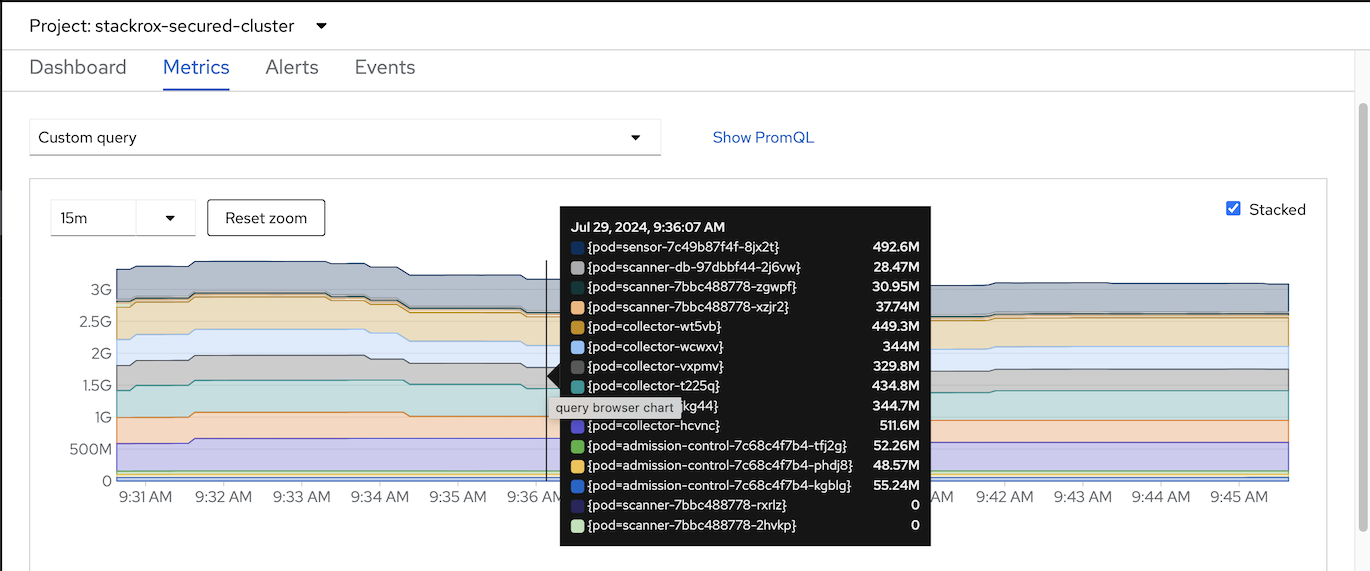 Project: stackrox-secured-cluster
Dashboard Metrics Alerts Events
Custom query Show PromQL
15m Reset zoom Stacked
Jul 29, 2024, 9:36:07 AM
{pod=sensor-7c49b87f4f-8jx2t} 492.6M
{pod=scanner-db-97dbbf44-2j6vw} 28.47M
{pod=scanner-7bbc488778-zgwpf} 30.95M
{pod=scanner-7bbc488778-xzjr2} 37.74M
{pod=collector-wt5vb} 449.3M
{pod=collector-wcwxv} 344M
{pod=collector-vxpmv} 329.8M
{pod=collector-t225q} 434.8M
query browser chart kg44} 344.7M
{pod=collector-hcvnc} 511.6M
{pod=admission-control-7c68c4f7b4-tfj2g} 52.26M
{pod=admission-control-7c68c4f7b4-phdj8} 48.57M
{pod=admission-control-7c68c4f7b4-kgblg} 55.24M
{pod=scanner-7bbc488778-rxrlz} 0
{pod=scanner-7bbc488778-2hvkp} 0
3G
2.5G
2G
1.5G
1G
500M
0
9:31 AM 9:32 AM 9:33 AM 9:34 AM 9:35 AM 9:36 AM AM 9:42 AM 9:43 AM 9:44 AM 9:45 AM